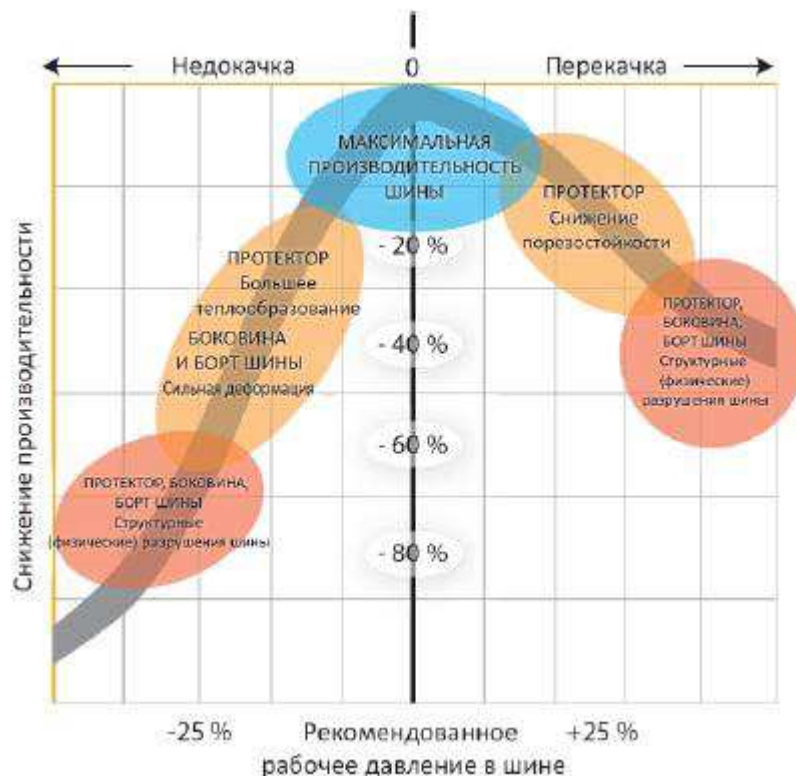 Недокачка
0
Перекачка
МАКСИМАЛЬНАЯ
ПРОИЗВОДИТЕЛЬНОСТЬ
ШИНЫ
ПРОТЕКТОР
Снижение
порезостойкости
- 20 %
ПРОТЕКТОР
Большее
теплообразование
БОКОВИНА
И БОРТ ШИНЫ
Сильная деформация
ПРОТЕКТОР,
БОКОВИНА,
БОРТ ШИНЫ
Структурные
(физические)
разрушения шины
- 40 %
- 60 %
ПРОТЕКТОР, БОКОВИНА,
БОРТ ШИНЫ
Структурные
(физические) разрушения шины
- 80 %
Снижение производительности
-25 %
Рекомендованное
рабочее давление в шине
+25 %